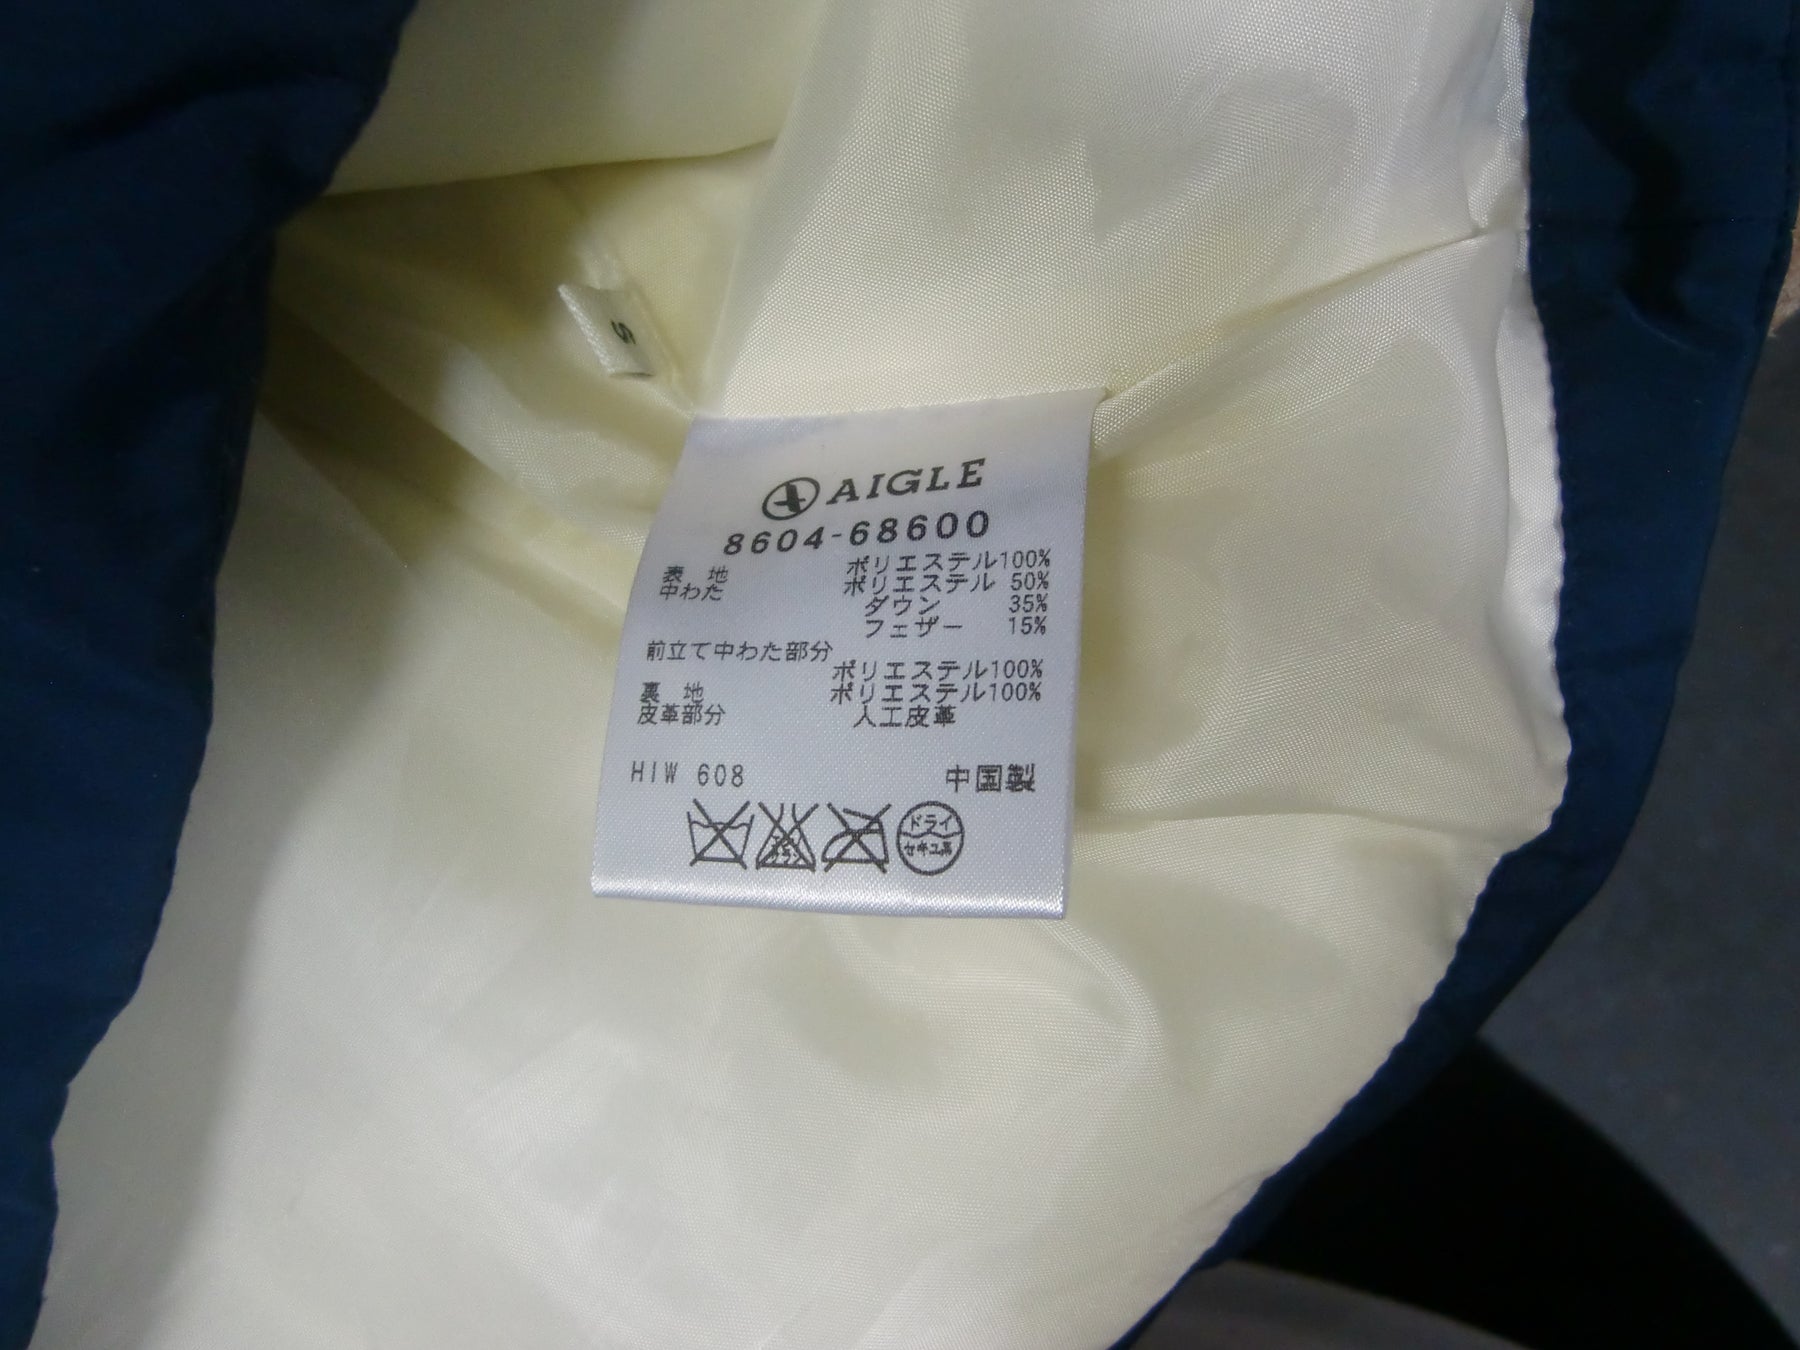 S
AIGLE
8604-68600
表 地 ポリエステル100%
中わた ポリエステル 50%
ダウン 35%
フェザー 15%
前立て中わた部分
ポリエステル100%
裏 地 ポリエステル100%
皮革部分 人工皮革
HIW 608 中国製
ドライ
セキユ系